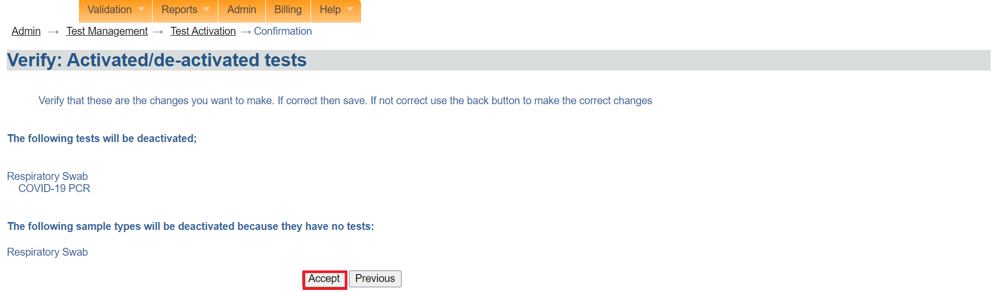 Validation Reports Admin Billing Help
Admin → Test Management → Test Activation → Confirmation
Verify: Activated/de-activated tests
Verify that these are the changes you want to make. If correct then save. If not correct use the back button to make the correct changes
The following tests will be deactivated;
Respiratory Swab
COVID-19 PCR
The following sample types will be deactivated because they have no tests:
Respiratory Swab
Accept Previous